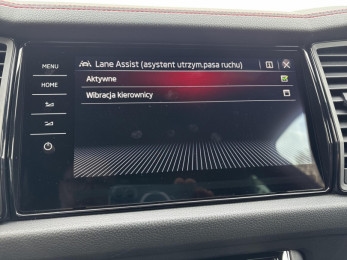 MENU
HOME
Lane Assist (asystent utrzym.pasa ruchu)
Aktywne
Wibracja kierownicy